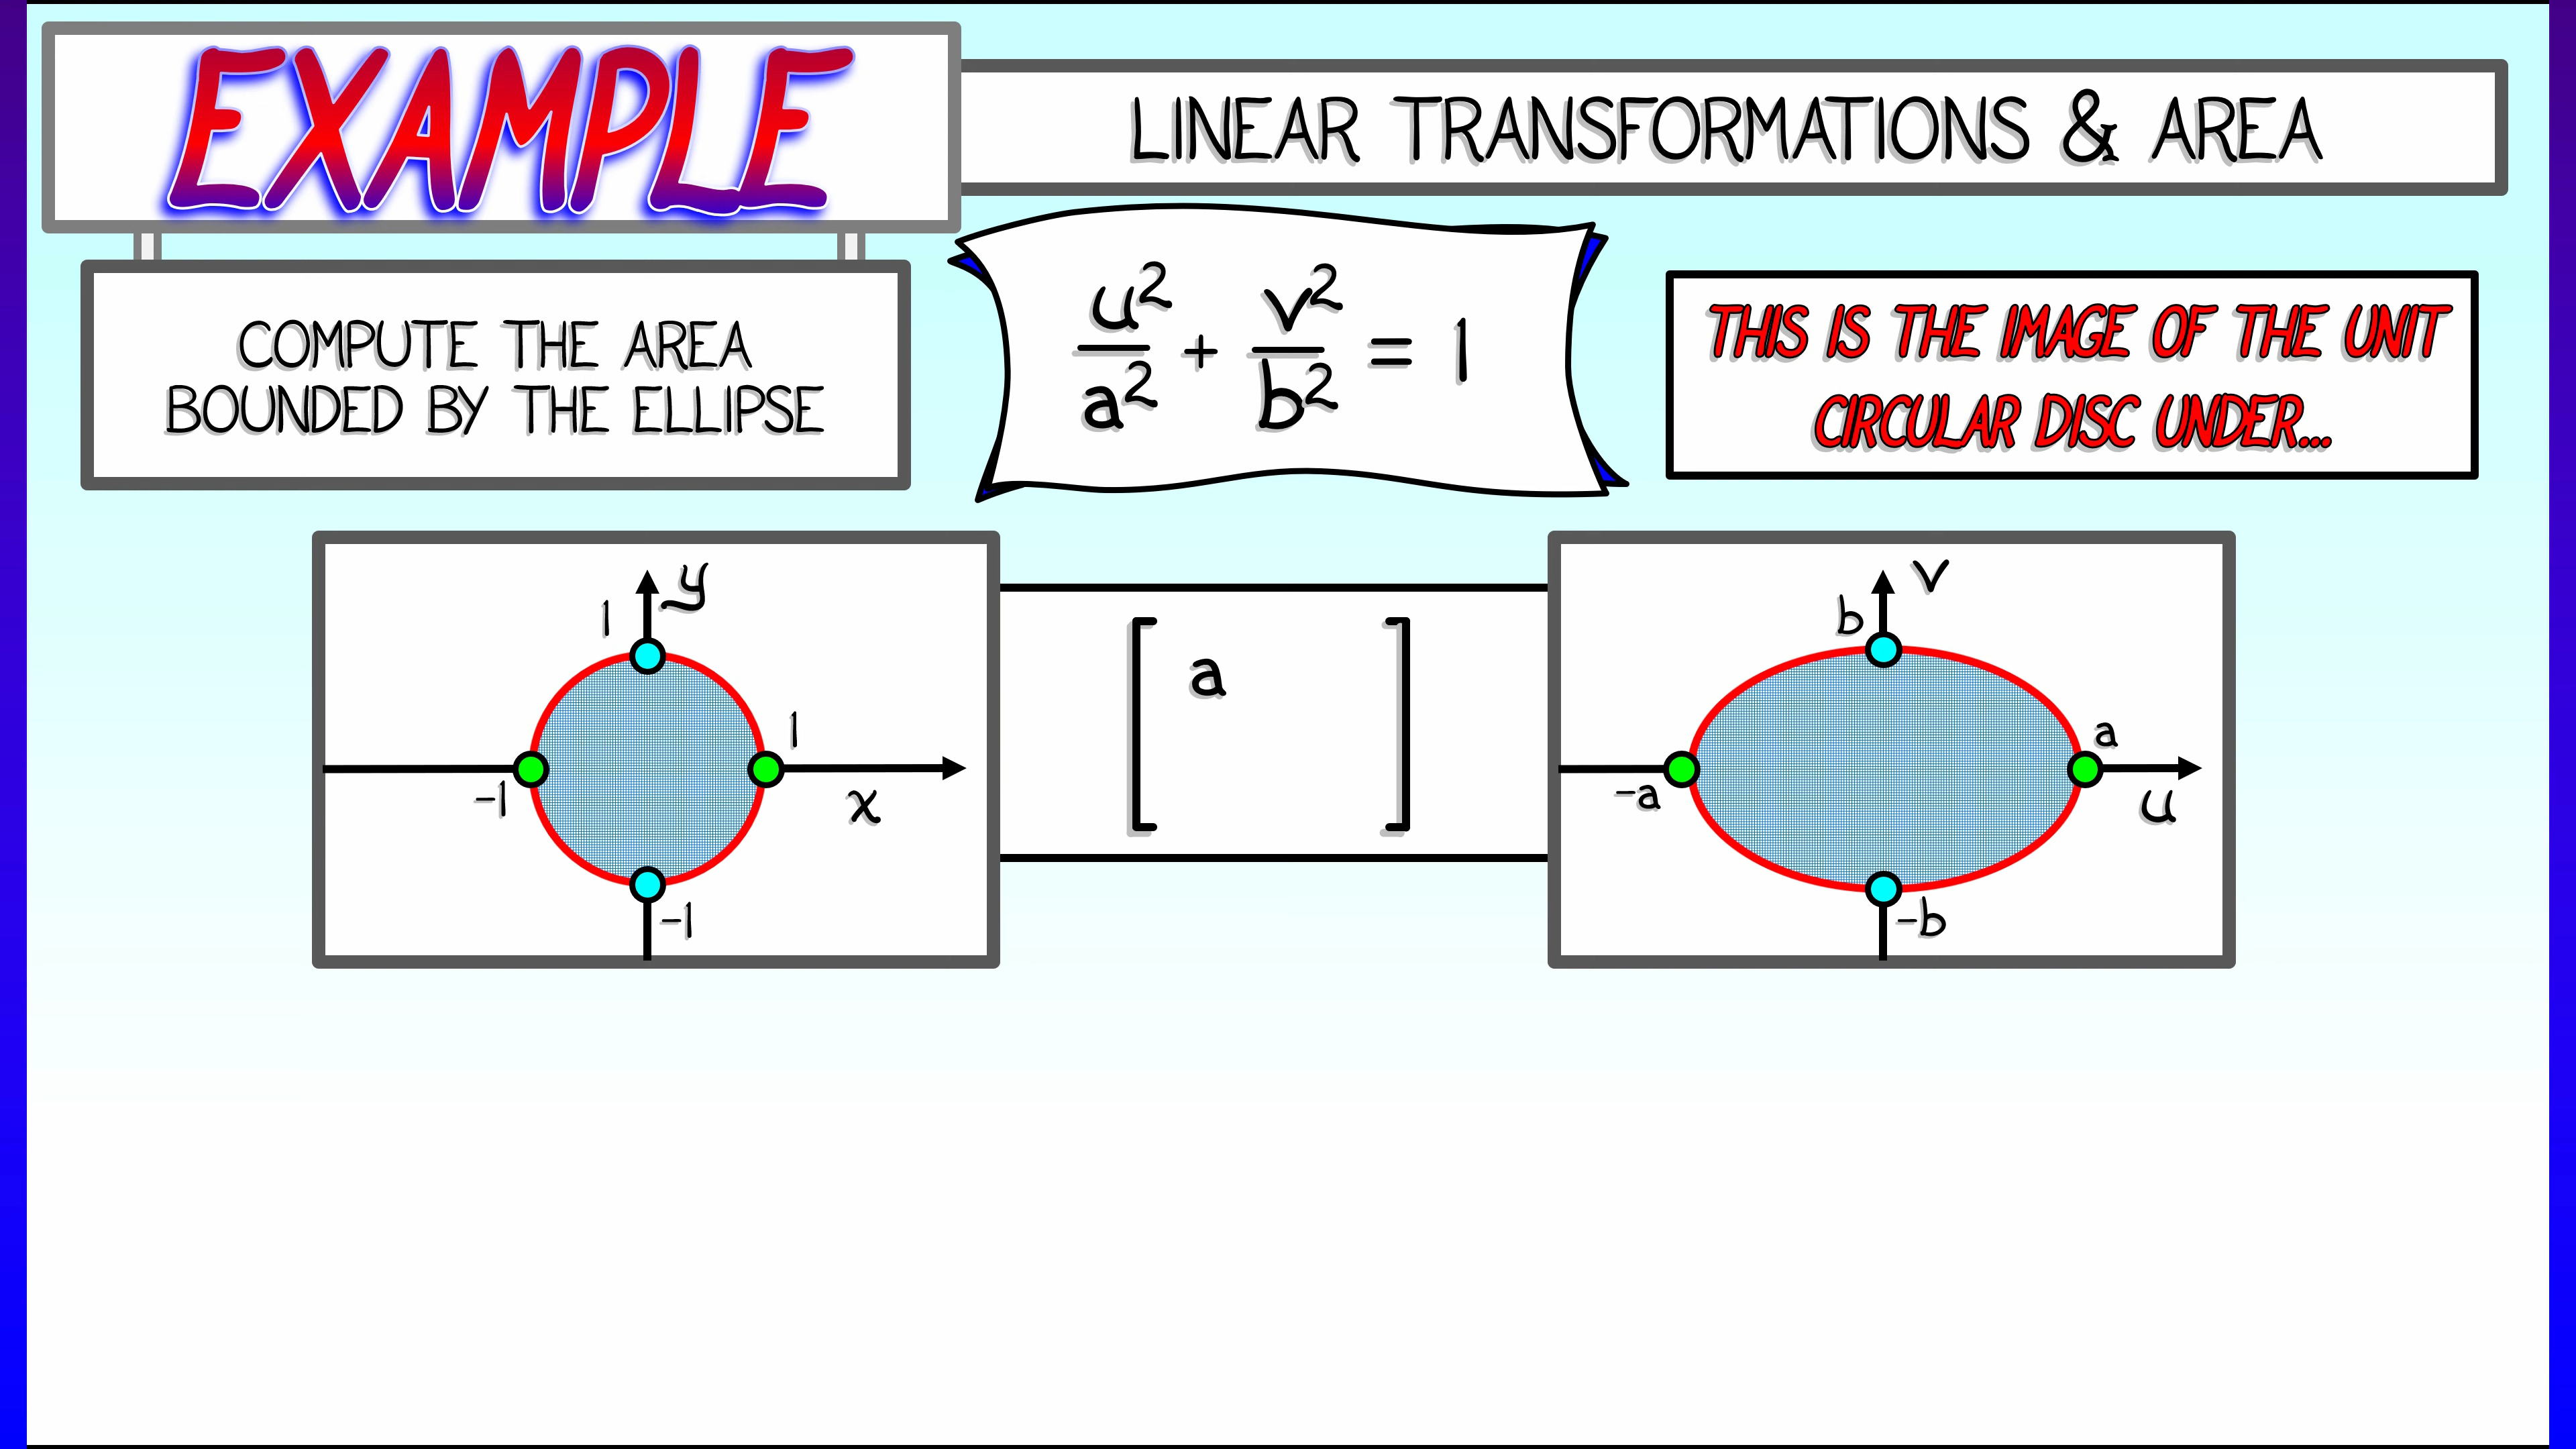 EXAMPLE
LINEAR TRANSFORMATIONS & AREA
COMPUTE THE AREA
BOUNDED BY THE ELLIPSE
u²/a² + v²/b² = 1
THIS IS THE IMAGE OF THE UNIT
CIRCULAR DISC UNDER...
y
1
1
-1
x
-1
[ a ]
v
b
a
-a
u
-b